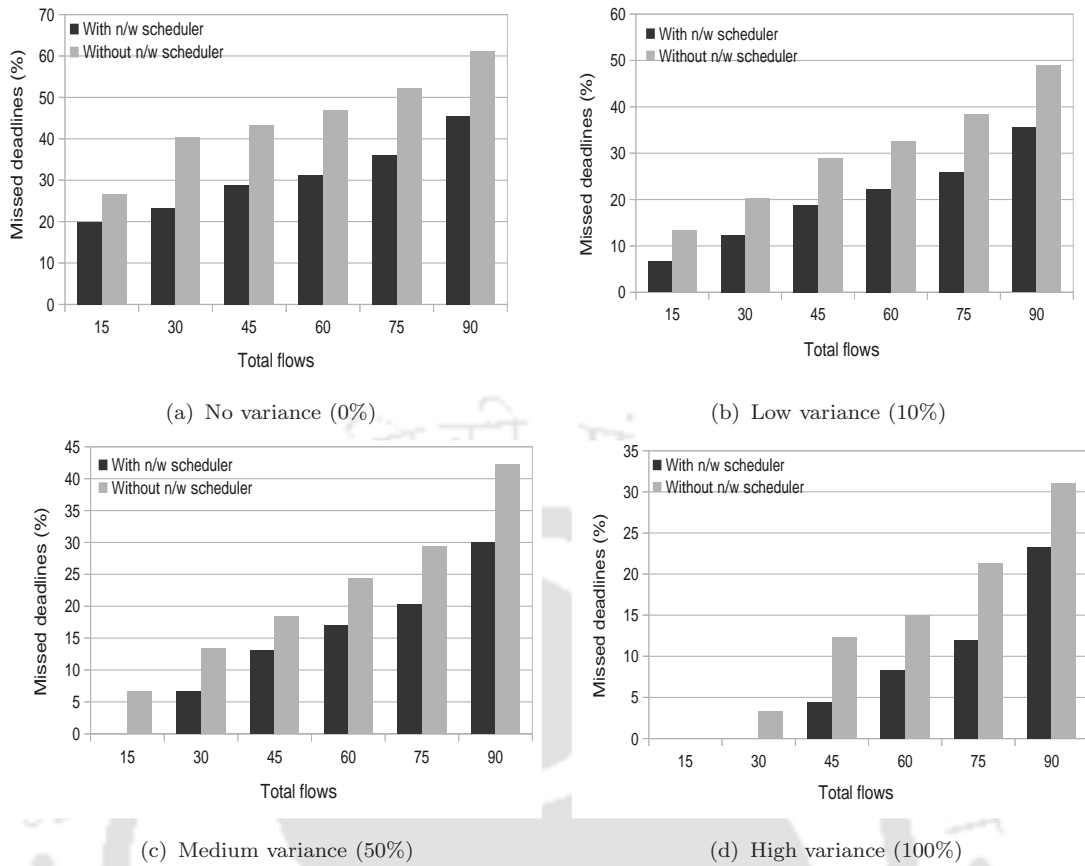 70
60
50
40
30
20
10
0
Missed deadlines (%)
With n/w scheduler
Without n/w scheduler
15 30 45 60 75 90
Total flows
(a) No variance (0%)
60
50
40
30
20
10
0
Missed deadlines (%)
With n/w scheduler
Without n/w scheduler
15 30 45 60 75 90
Total flows
(b) Low variance (10%)
45
40
35
30
25
20
15
10
5
0
Missed deadlines (%)
With n/w scheduler
Without n/w scheduler
15 30 45 60 75 90
Total flows
(c) Medium variance (50%)
35
30
25
20
15
10
5
0
Missed deadlines (%)
With n/w scheduler
Without n/w scheduler
15 30 45 60 75 90
Total flows
(d) High variance (100%)